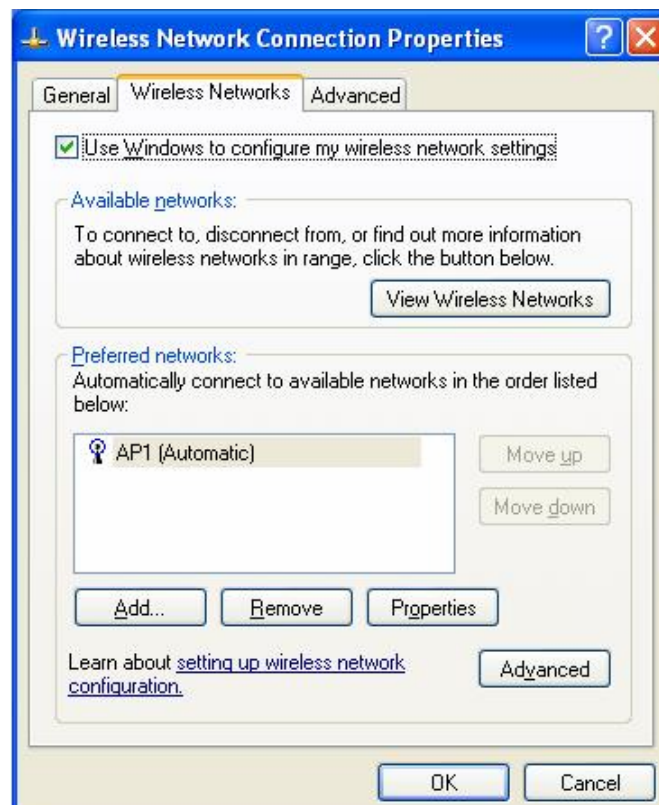 Wireless Network Connection Properties
?
General Wireless Networks Advanced
Use Windows to configure my wireless network settings
Available networks:
To connect to, disconnect from, or find out more information
about wireless networks in range, click the button below.
View Wireless Networks
Preferred networks:
Automatically connect to available networks in the order listed
below:
AP1 (Automatic)
Move up
Move down
Add... Remove Properties
Learn about setting up wireless network
configuration.
Advanced
OK Cancel